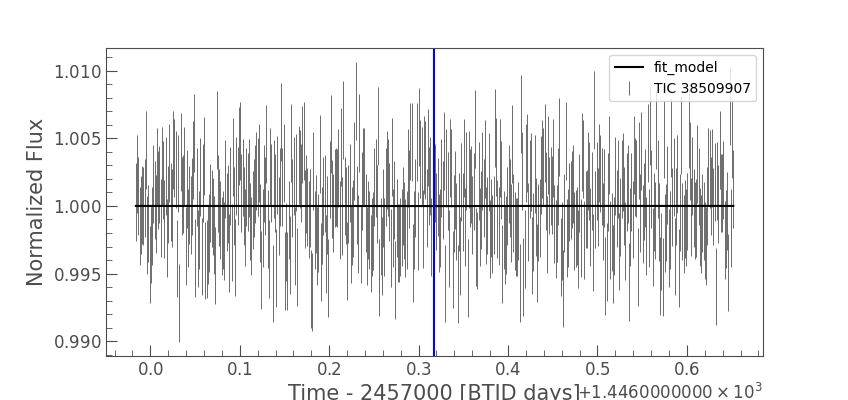 fit_model
TIC 38509907
Normalized Flux
1.010
1.005
1.000
0.995
0.990
0.0 0.1 0.2 0.3 0.4 0.5 0.6
Time - 2457000 [BTJD days]
+1.4460000000 × 10³